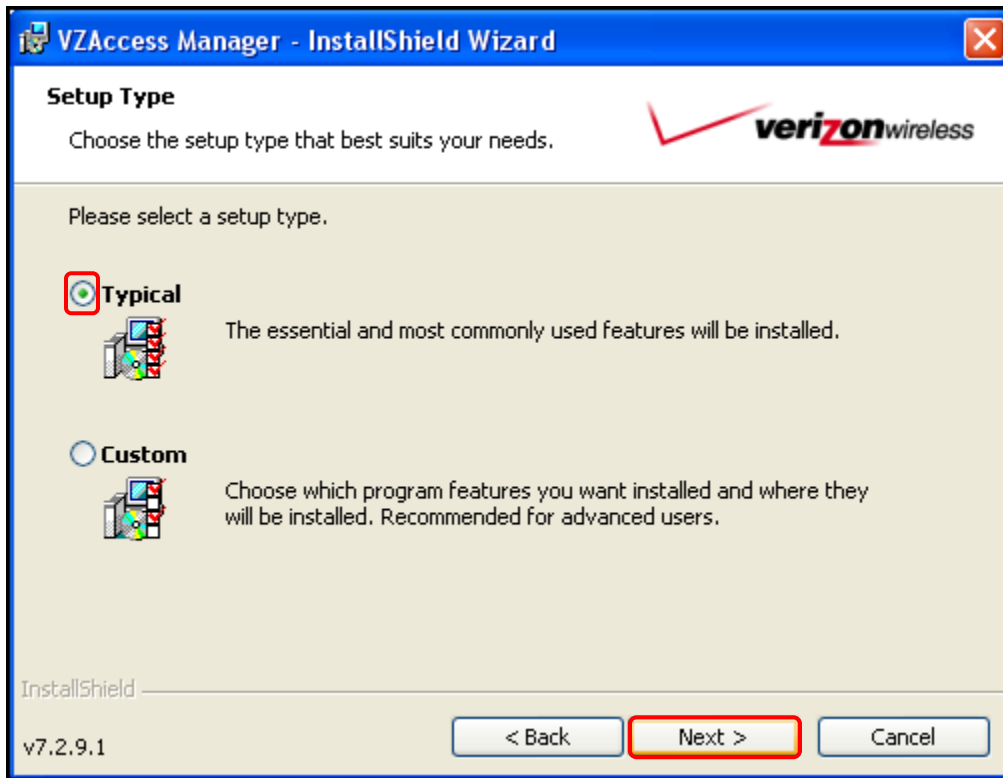 VZAccess Manager - InstallShield Wizard
Setup Type
Choose the setup type that best suits your needs.
verizonwireless
Please select a setup type.
Typical
The essential and most commonly used features will be installed.
Custom
Choose which program features you want installed and where they
will be installed. Recommended for advanced users.
InstallShield
v7.2.9.1
< Back
Next >
Cancel